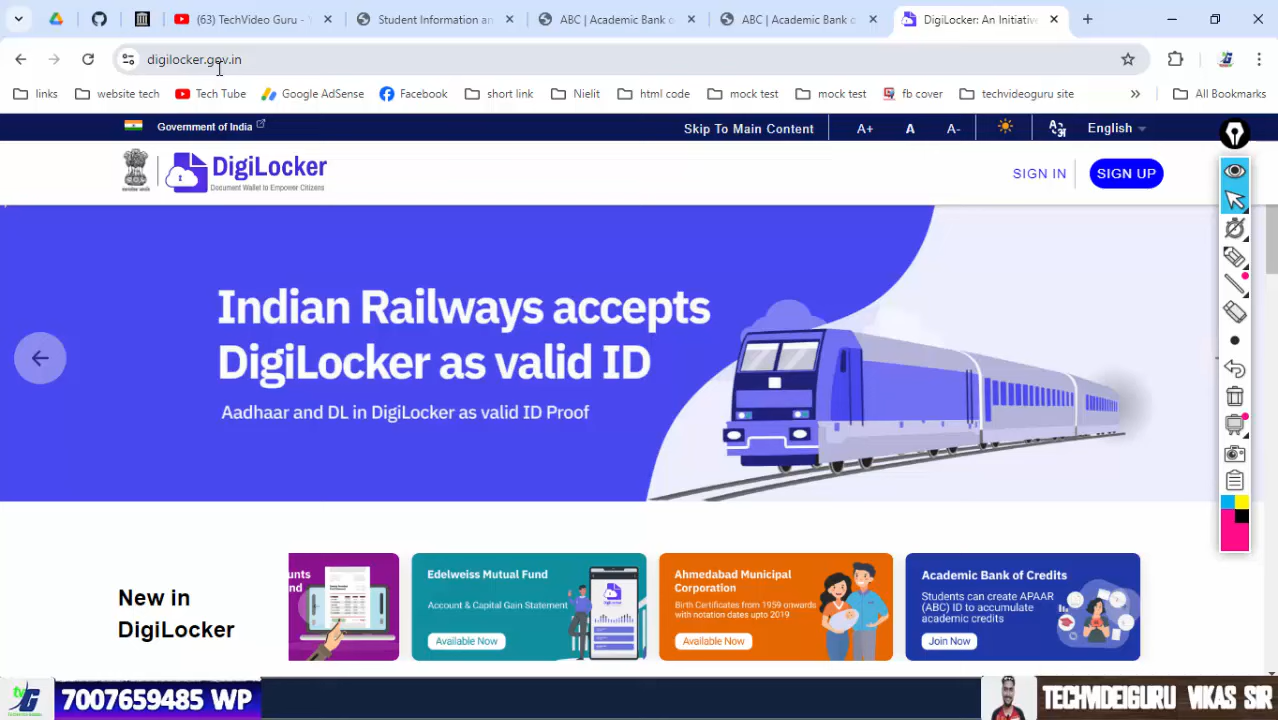 (63) TechVideo Guru -
Student Information an
ABC | Academic Bank o
ABC | Academic Bank o
DigiLocker: An Initiativ
digilocker.gov.in
links
website tech
Tech Tube
Google AdSense
Facebook
short link
Nielit
html code
mock test
mock test
fb cover
techvideoguru site
All Bookmarks
Government of India
Skip To Main Content
A+
A
A-
English
DigiLocker
Document Wallet to Empower Citizens
SIGN IN
SIGN UP
Indian Railways accepts
DigiLocker as valid ID
Aadhaar and DL in DigiLocker as valid ID Proof
New in
DigiLocker
unts
nd
Edelweiss Mutual Fund
Account & Capital Gain Statement
Available Now
Ahmedabad Municipal
Corporation
Birth Certificates from 1959 onwards
with notation dates upto 2019
Available Now
Academic Bank of Credits
Students can create APAAR
(ABC) ID to accumulate
academic credits
Join Now
7007659485 WP
TECHVIDEIGURU VIKAS SIR